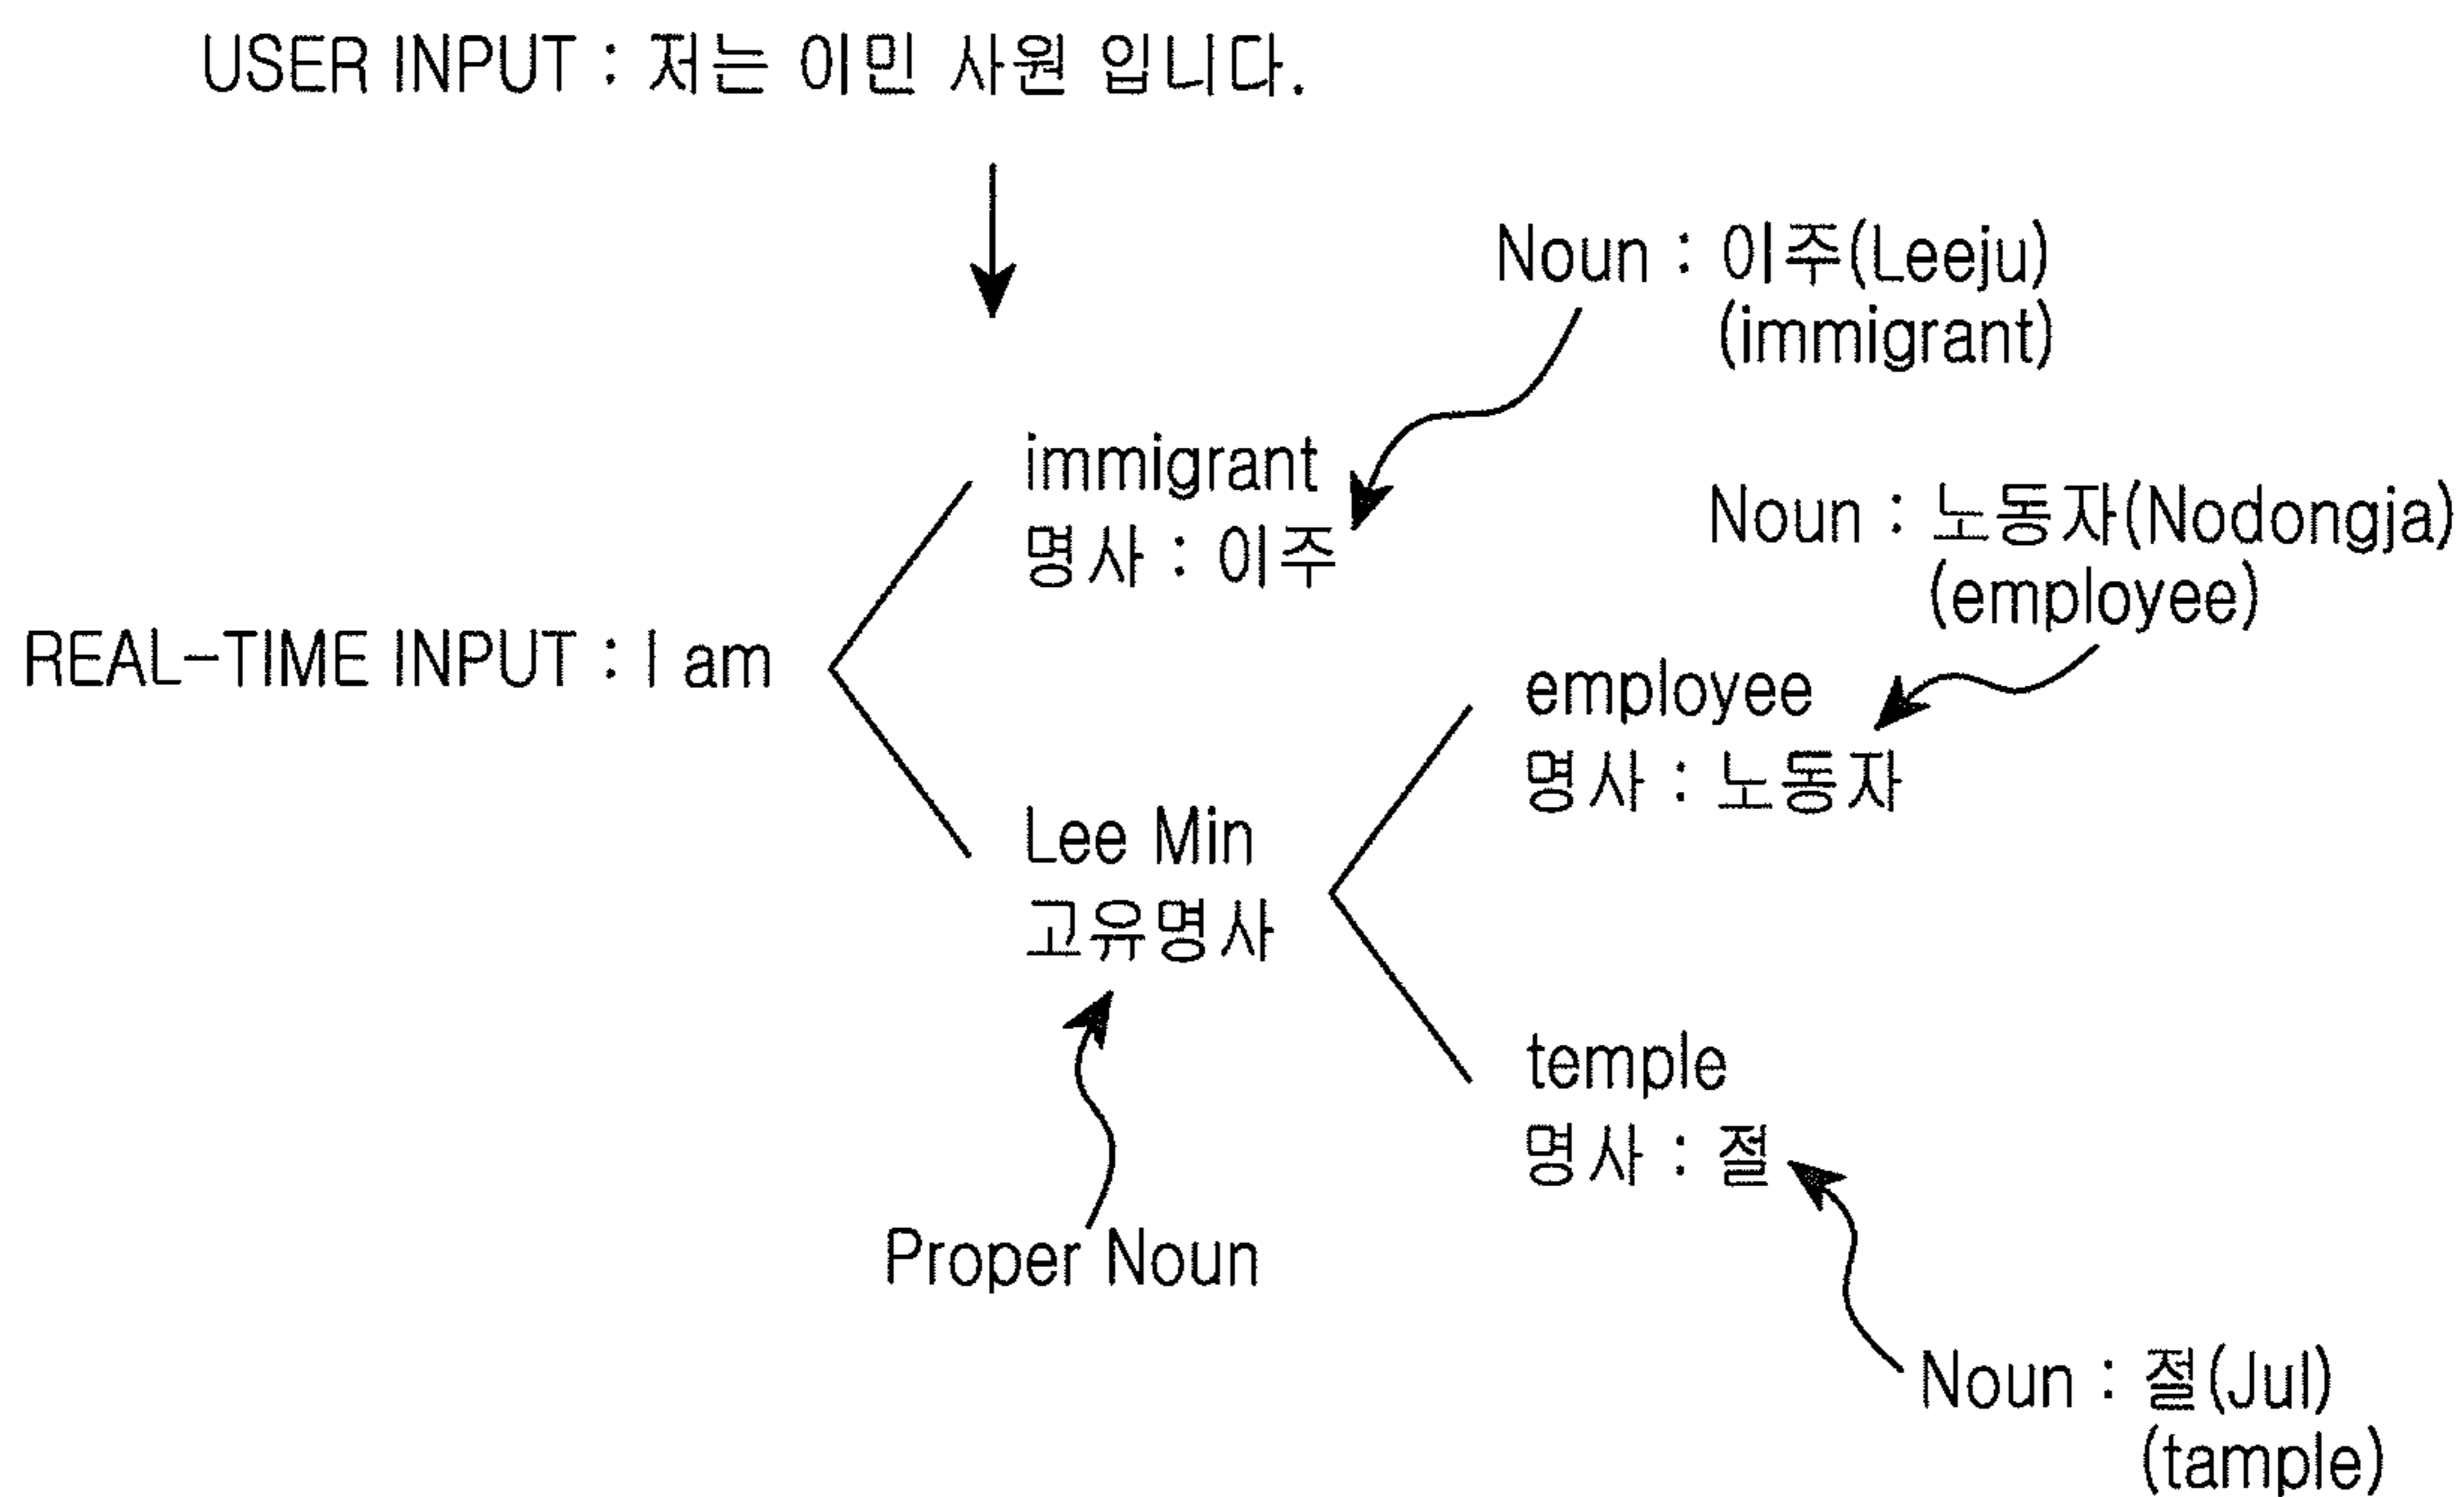 USER INPUT : 저는 이민 사원 입니다.
Noun : 이주(Leeju)
(immigrant)
immigrant
명사 : 이주
Noun : 노동자(Nodongja)
(employee)
REAL-TIME INPUT : I am
employee
명사 : 노동자
Lee Min
고유명사
temple
명사 : 절
Proper Noun
Noun : 절(Jul)
(tample)